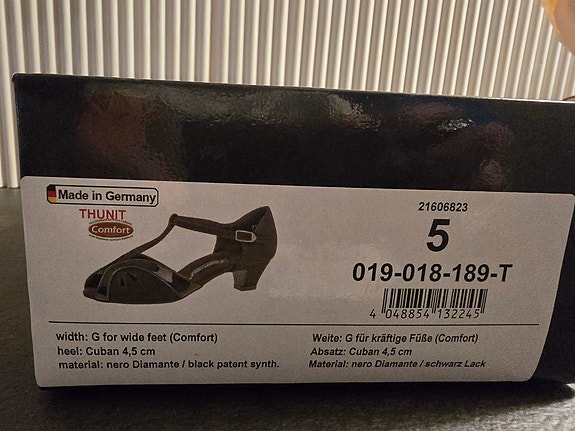 Made in Germany
THUNIT
Comfort
21606823
5
019-018-189-T
4 048854 132245
width: G for wide feet (Comfort)
heel: Cuban 4,5 cm
material: nero Diamante / black patent synth.
Weite: G für kräftige Füße (Comfort)
Absatz: Cuban 4,5 cm
Material: nero Diamante / schwarz Lack